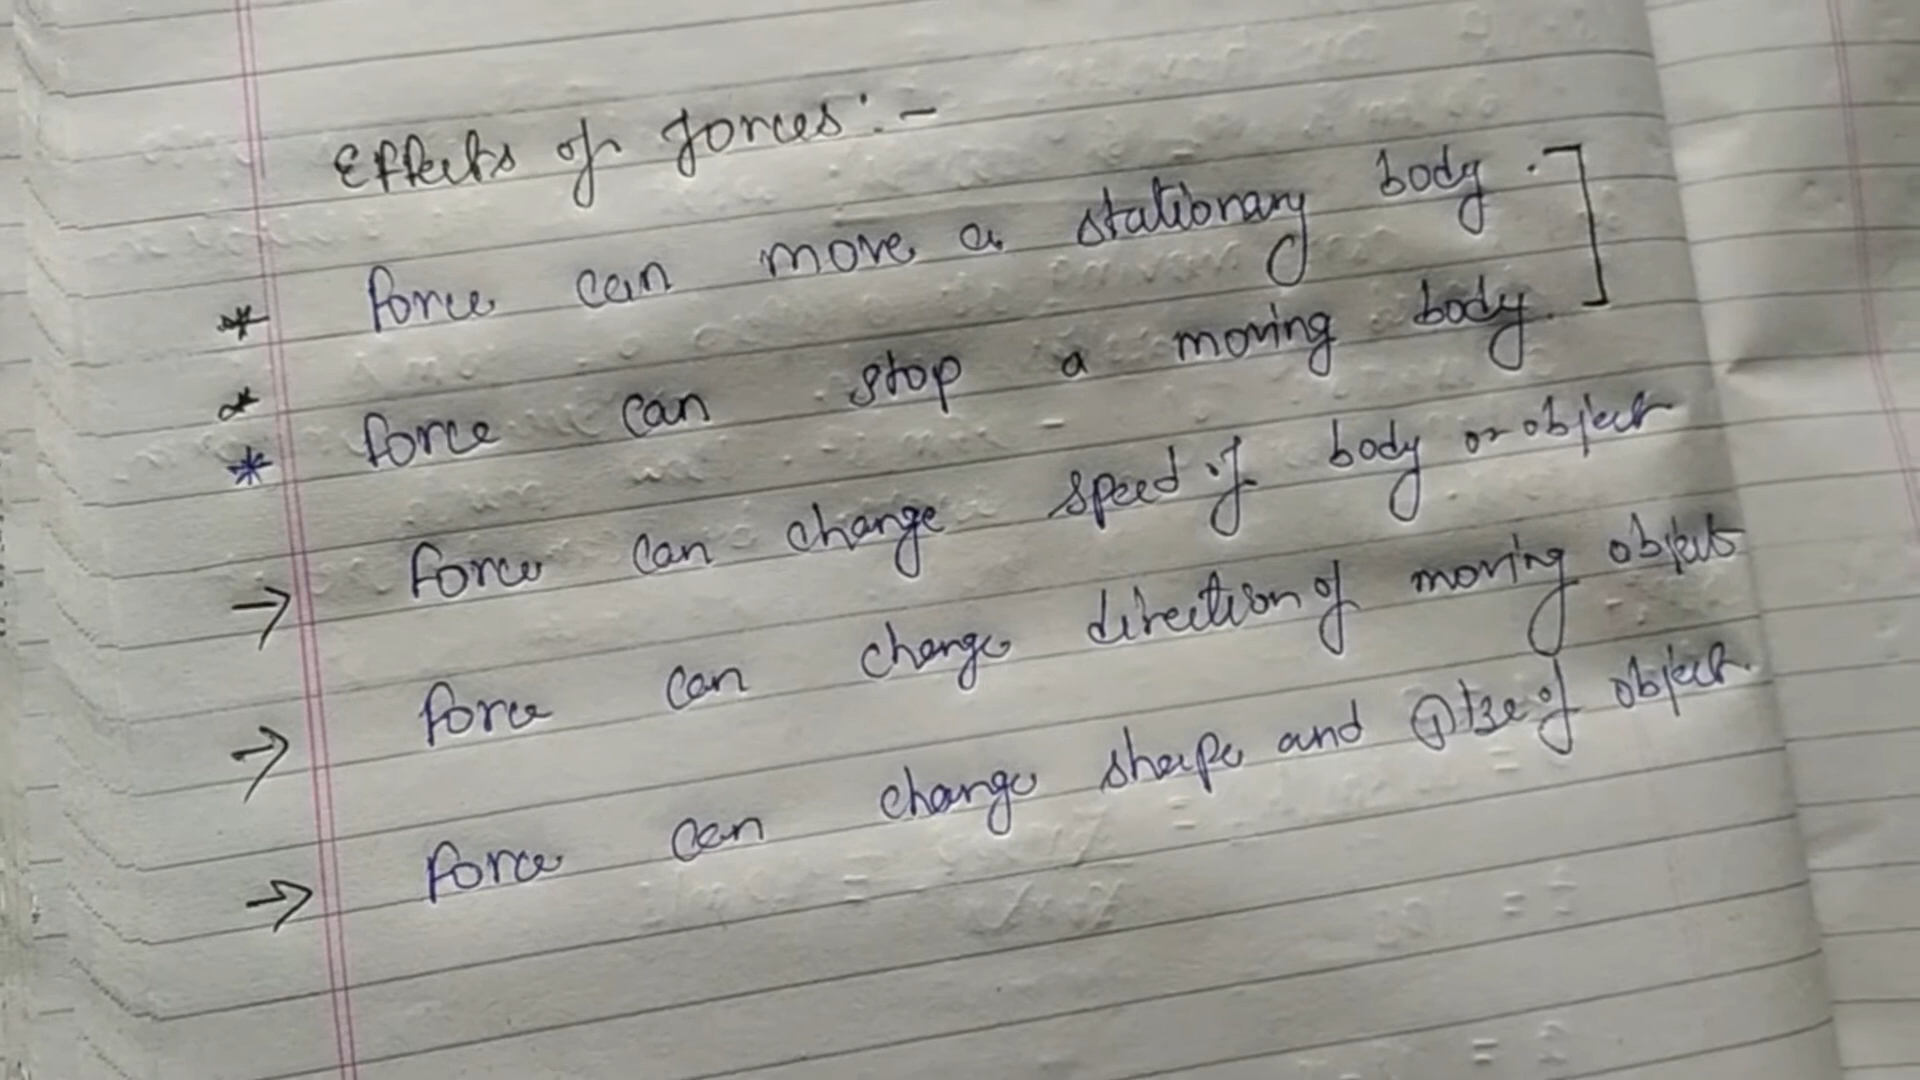 Effects of forces :-
* force can move a stationary body .
*
* force can stop a moving body.
→ force can change speed of body or object
→ force can change direction of moving objects
→ force can change shape and size of object.